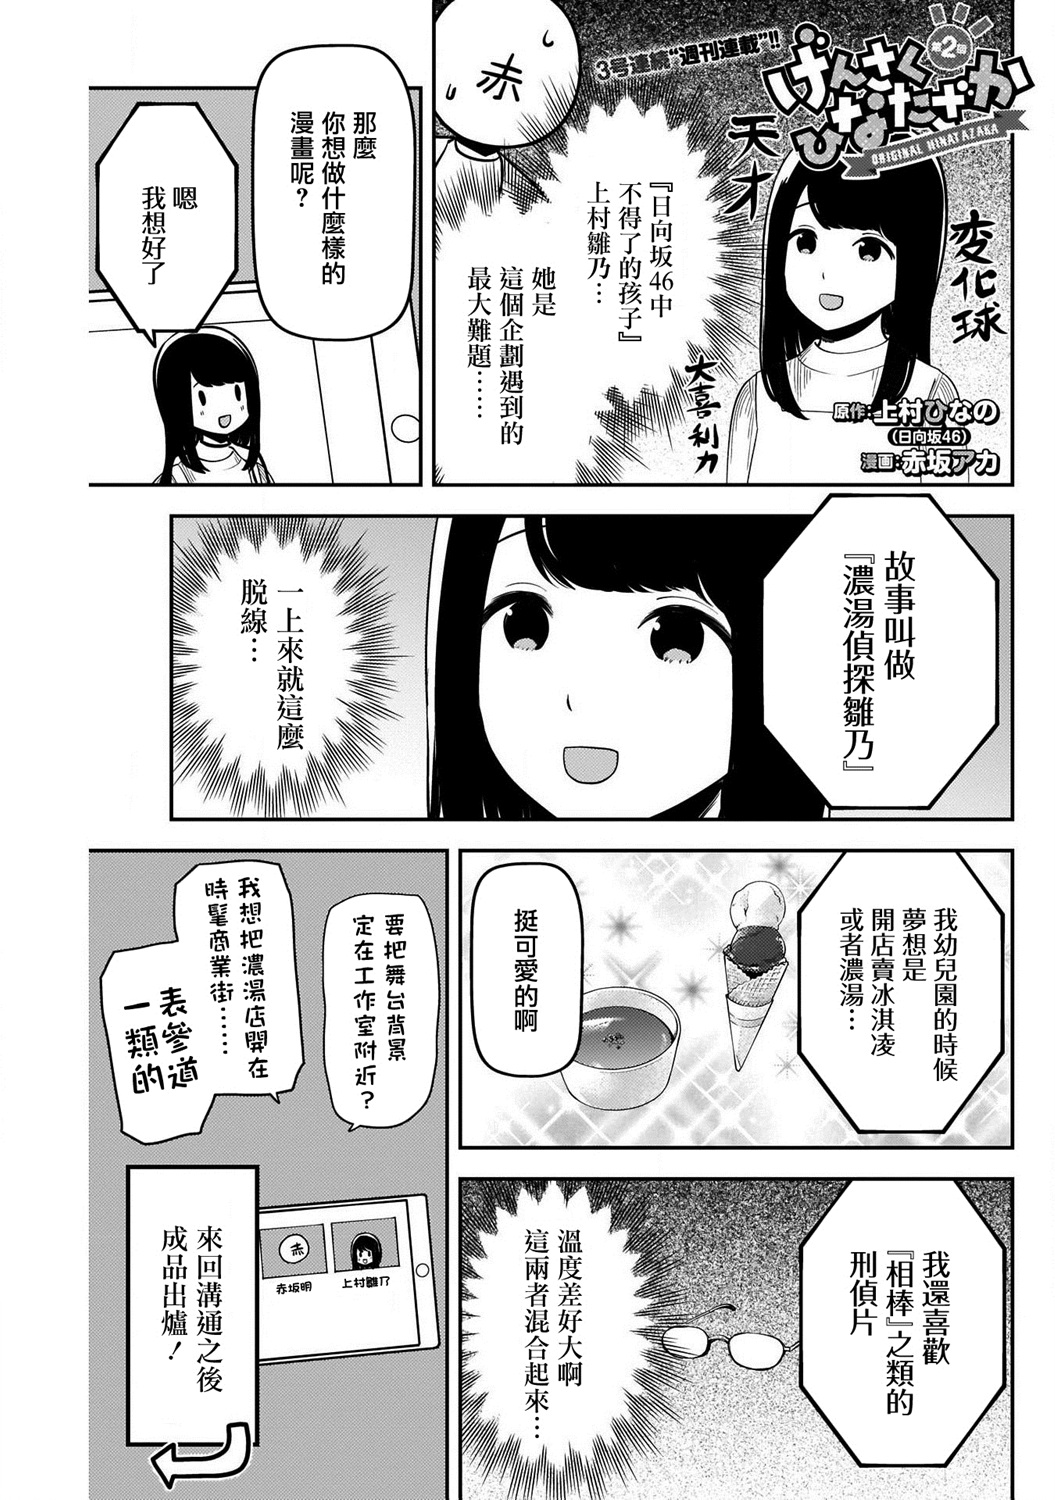 3号連続“週刊連載”!!
げんさく
第2回
ひなたざか
ORIGINAL HINATAZAKA
赤
天才
変化球
大喜利力
『日向坂46中
不得了的孩子』
上村雛乃…
她是
這個企劃遇到的
最大難題……
原作:上村ひなの
(日向坂46)
漫画:赤坂アカ
那麼
你想做什麼樣的
漫畫呢?
嗯
我想好了
故事叫做
『濃湯偵探雛乃』
一上來就這麼
脫線…
我幼兒園的時候
夢想是
開店賣冰淇凌
或者濃湯…
挺可愛的啊
我還喜歡
『相棒』之類的
刑偵片
溫度差好大啊
這兩者混合起來…
要把舞台背景
定在工作室附近?
我想把濃湯店開在
時髦商業街……
表參道
一類的
赤
赤坂明
上村雛乃
來回溝通之後
成品出爐!